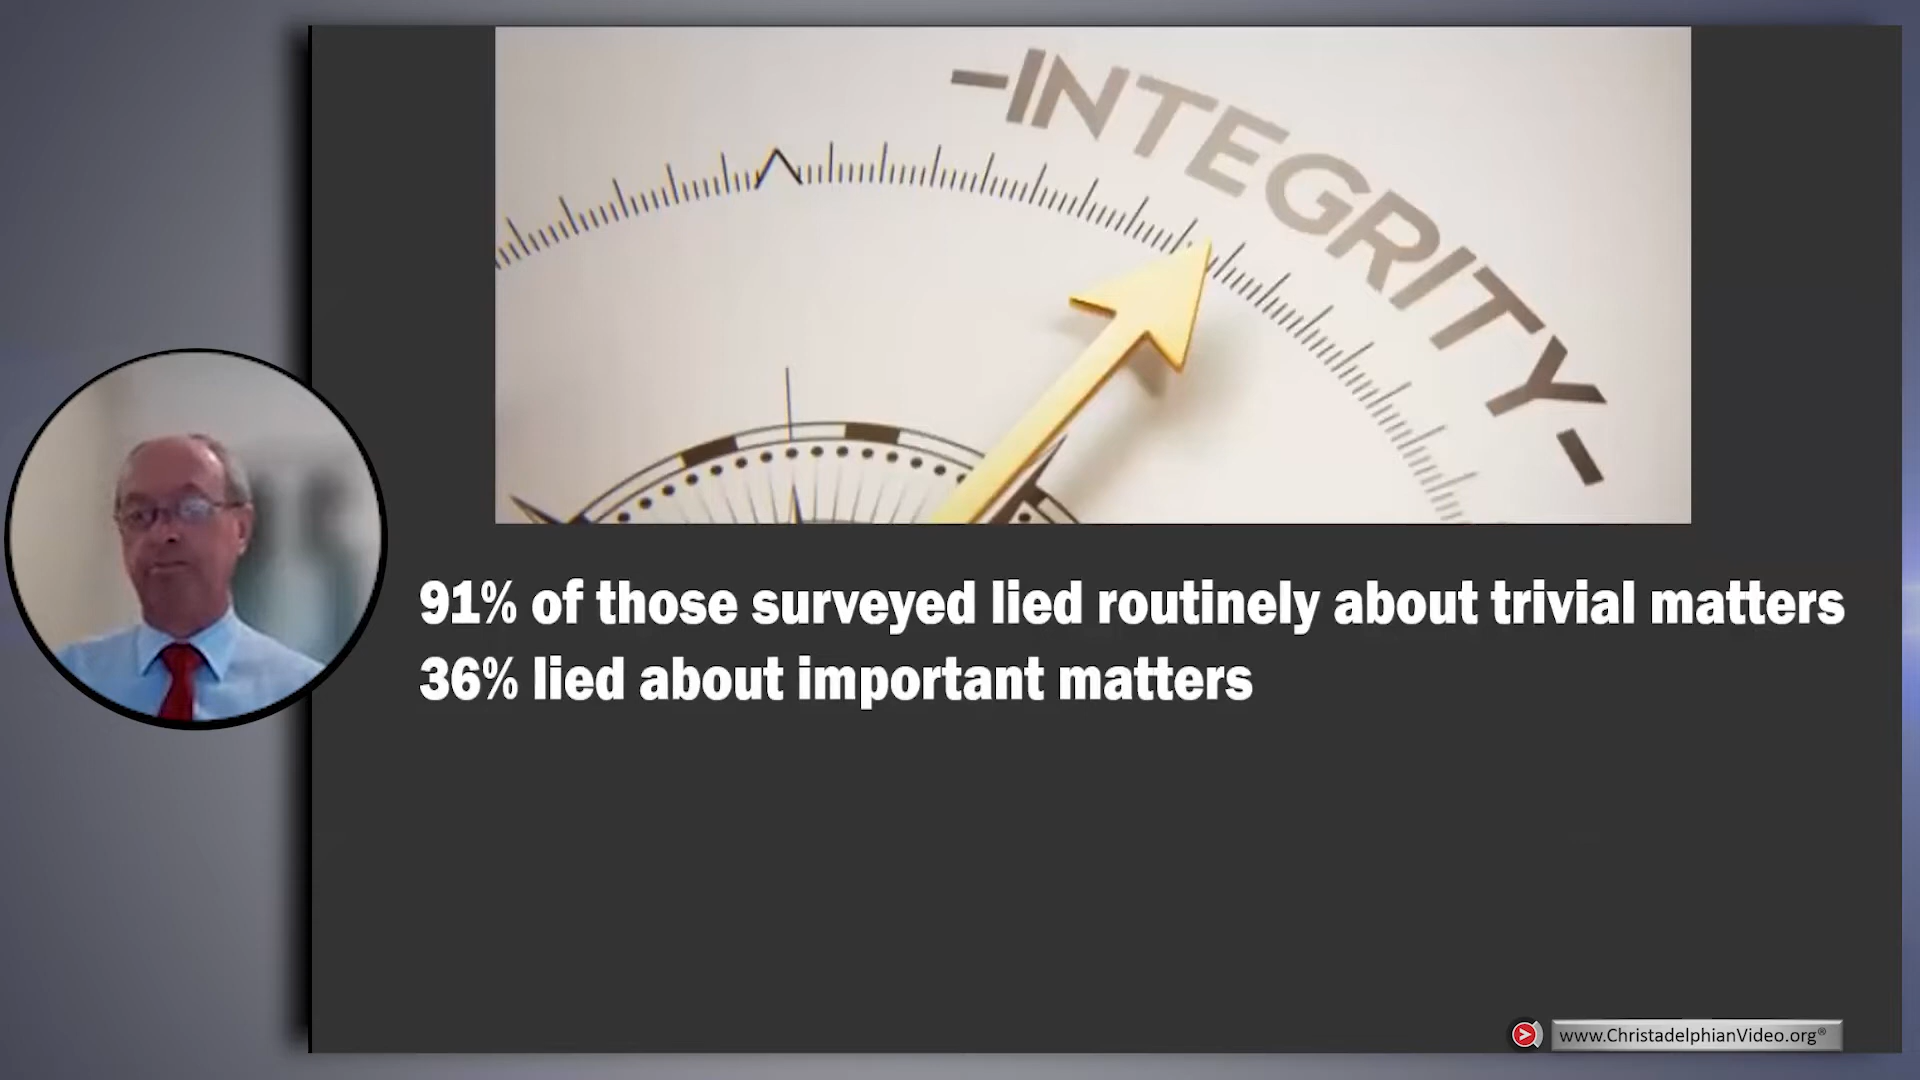 -INTEGRITY-
91% of those surveyed lied routinely about trivial matters
36% lied about important matters
www.ChristadelphianVideo.org®